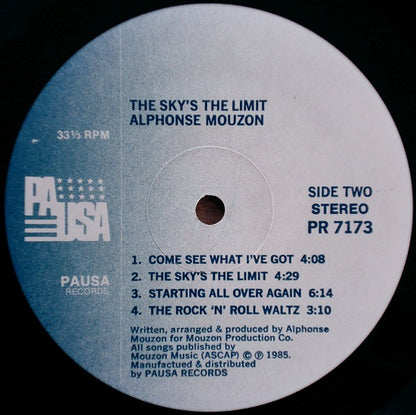 THE SKY'S THE LIMIT
ALPHONSE MOUZON
33⅓ RPM
PAUSA
PAUSA
RECORDS
SIDE TWO
STEREO
PR 7173
1. COME SEE WHAT I'VE GOT 4:08
2. THE SKY'S THE LIMIT 4:29
3. STARTING ALL OVER AGAIN 6:14
4. THE ROCK 'N' ROLL WALTZ 3:10
Written, arranged & produced by Alphonse
Mouzon for Mouzon Production Co.
All songs published by
Mouzon Music (ASCAP) © ℗ 1985.
Manufactued & distributed
by PAUSA RECORDS